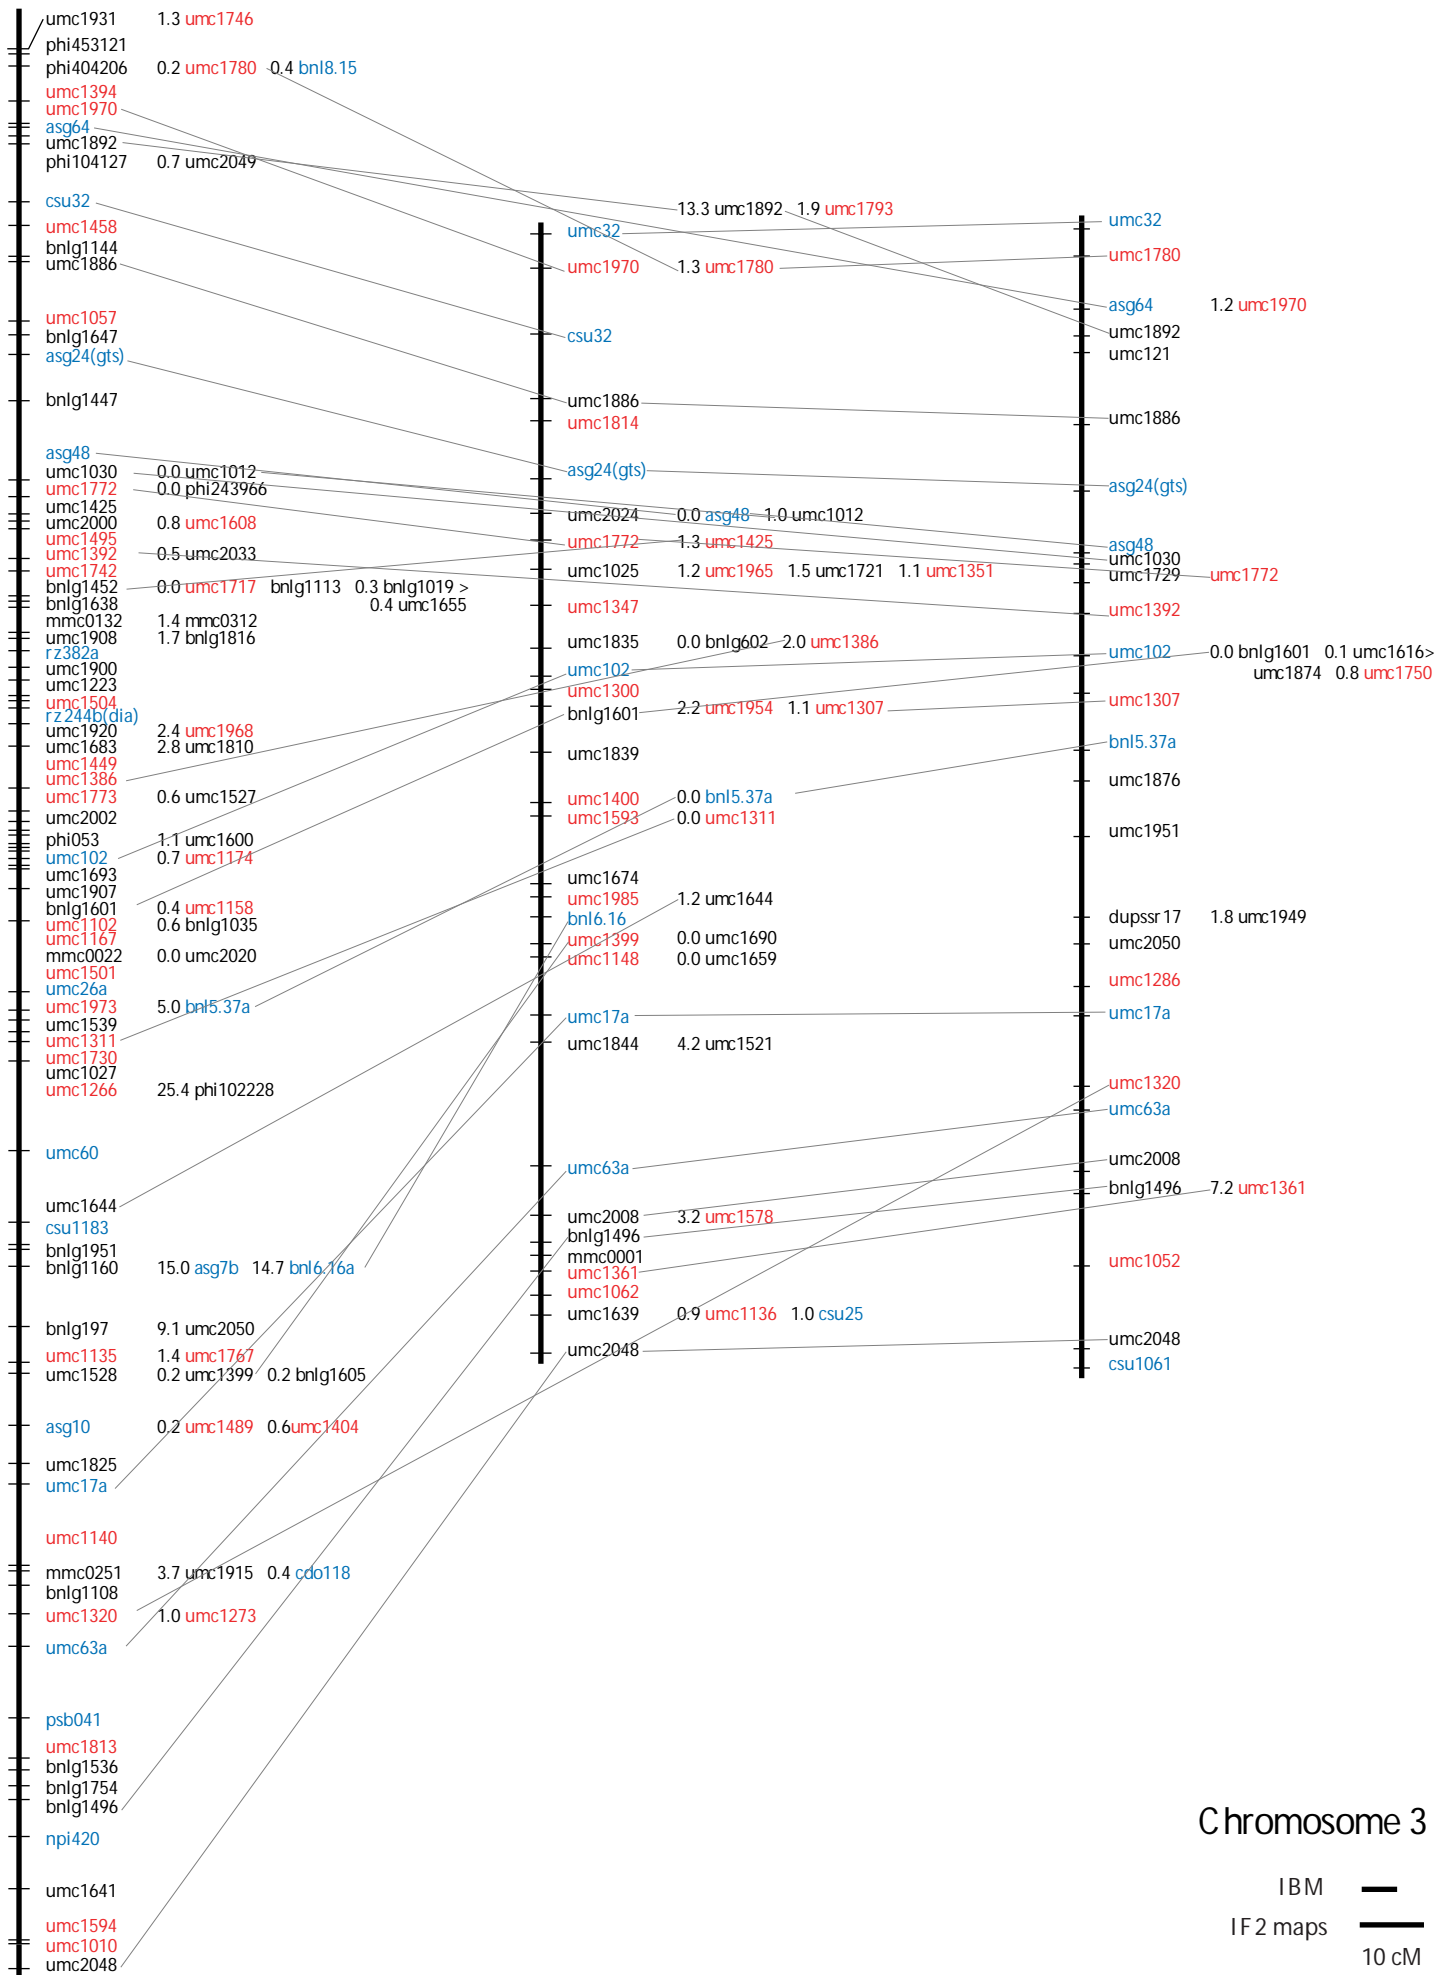 umc1931 1.3 umc1746
phi453121
phi404206 0.2 umc1780 0.4 bnl8.15
umc1394
umc1970
asg64
umc1892
phi104127 0.7 umc2049
csu32
umc1458
bnlg1144
umc1886
umc1057
bnlg1647
asg24(gts)
bnlg1447
asg48
umc1030 0.0 umc1012
umc1772 0.0 phi243966
umc1425
umc2000 0.8 umc1608
umc1495
umc1392 0.5 umc2033
umc1742
bnlg1452 0.0 umc1717 bnlg1113 0.3 bnlg1019 >
bnlg1638 0.4 umc1655
mmc0132 1.4 mmc0312
umc1908 1.7 bnlg1816
rz382a
umc1900
umc1223
umc1504
rz244b(dia)
umc1920 2.4 umc1968
umc1683 2.8 umc1810
umc1449
umc1386
umc1773 0.6 umc1527
umc2002
phi053 1.1 umc1600
umc102 0.7 umc1174
umc1693
umc1907
bnlg1601 0.4 umc1158
umc1102 0.6 bnlg1035
umc1167
mmc0022 0.0 umc2020
umc1501
umc26a
umc1973 5.0 bnl5.37a
umc1539
umc1311
umc1730
umc1027
umc1266 25.4 phi102228
umc60
umc1644
csu1183
bnlg1951
bnlg1160 15.0 asg7b 14.7 bnl6.16a
bnlg197 9.1 umc2050
umc1135 1.4 umc1767
umc1528 0.2 umc1399 0.2 bnlg1605
asg10 0.2 umc1489 0.6 umc1404
umc1825
umc17a
umc1140
mmc0251 3.7 umc1915 0.4 cdo118
bnlg1108
umc1320 1.0 umc1273
umc63a
psb041
umc1813
bnlg1536
bnlg1754
bnlg1496
npi420
umc1641
umc1594
umc1010
umc2048
13.3 umc1892 1.9 umc1793
umc32
umc1970 1.3 umc1780
csu32
umc1886
umc1814
asg24(gts)
umc2024 0.0 asg48 1.0 umc1012
umc1772 1.3 umc1425
umc1025 1.2 umc1965 1.5 umc1721 1.1 umc1351
umc1347
umc1835 0.0 bnlg602 2.0 umc1386
umc102
umc1300
bnlg1601 2.2 umc1954 1.1 umc1307
umc1839
umc1400 0.0 bnl5.37a
umc1593 0.0 umc1311
umc1674
umc1985 1.2 umc1644
bnl6.16
umc1399 0.0 umc1690
umc1148 0.0 umc1659
umc17a
umc1844 4.2 umc1521
umc63a
umc2008 3.2 umc1578
bnlg1496
mmc0001
umc1361
umc1062
umc1639 0.9 umc1136 1.0 csu25
umc2048
umc32
umc1780
asg64 1.2 umc1970
umc1892
umc121
umc1886
asg24(gts)
asg48
umc1030
umc1729 umc1772
umc1392
umc102 0.0 bnlg1601 0.1 umc1616>
umc1874 0.8 umc1750
umc1307
bnl5.37a
umc1876
umc1951
dupssr17 1.8 umc1949
umc2050
umc1286
umc17a
umc1320
umc63a
umc2008
bnlg1496 7.2 umc1361
umc1052
umc2048
csu1061
Chromosome 3
IBM
IF2 maps
10 cM